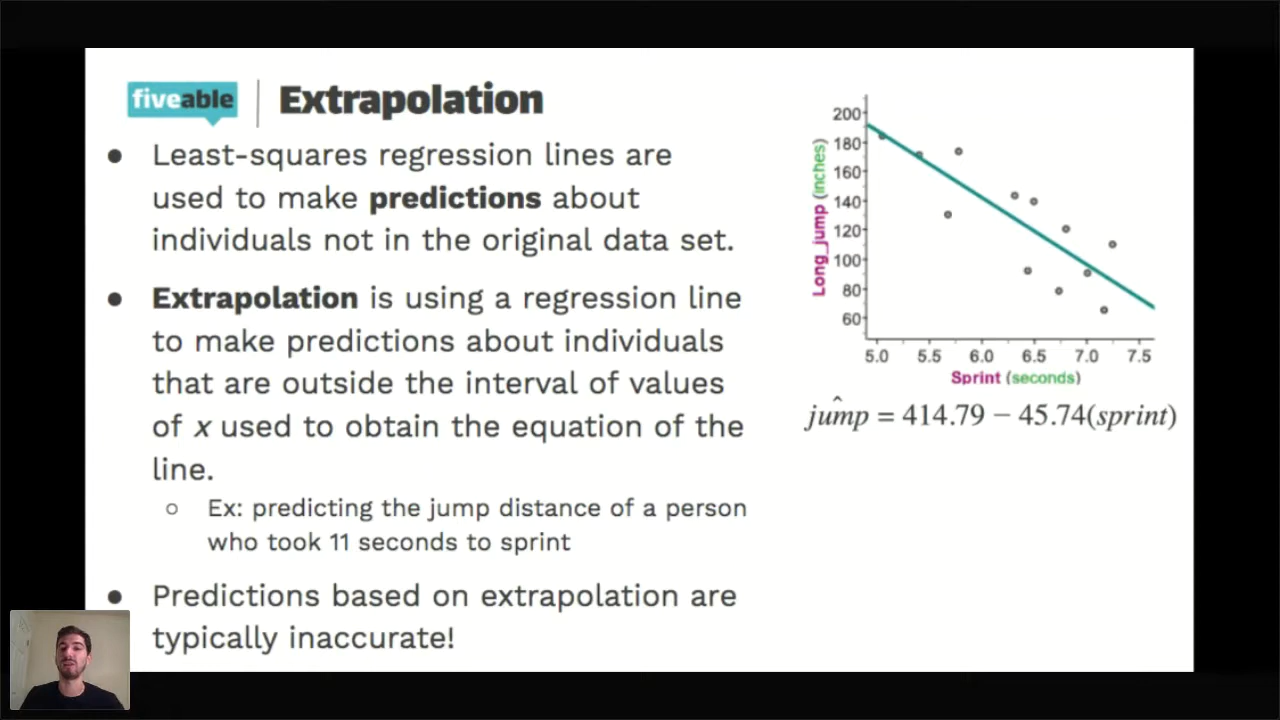 fiveable
Extrapolation
● Least-squares regression lines are
used to make predictions about
individuals not in the original data set.
● Extrapolation is using a regression line
to make predictions about individuals
that are outside the interval of values
of x used to obtain the equation of the
line.
○ Ex: predicting the jump distance of a person
who took 11 seconds to sprint
● Predictions based on extrapolation are
typically inaccurate!
Long_jump (inches)
200
180
160
140
120
100
80
60
5.0 5.5 6.0 6.5 7.0 7.5
Sprint (seconds)
jum̂p = 414.79 − 45.74(sprint)